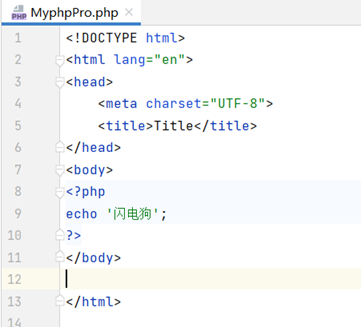 MyphpPro.php
1 <!DOCTYPE html>
2 <html lang="en">
3 <head>
4     <meta charset="UTF-8">
5     <title>Title</title>
6 </head>
7 <body>
8 <?php
9 echo '闪电狗';
10 ?>
11 </body>
12
13 </html>
14